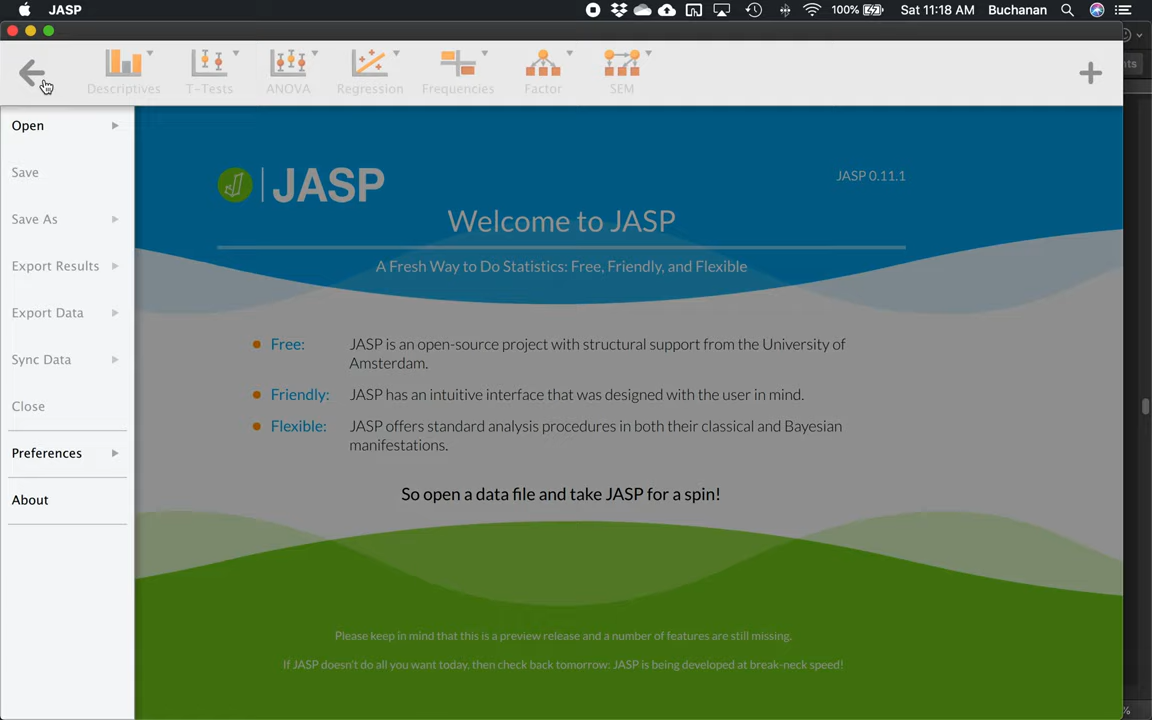 JASP
100%
Sat 11:18 AM
Buchanan
Descriptives
T-Tests
ANOVA
Regression
Frequencies
Factor
SEM
nts
Open
Save
Save As
Export Results
Export Data
Sync Data
Close
Preferences
About
JASP
JASP 0.11.1
Welcome to JASP
A Fresh Way to Do Statistics: Free, Friendly, and Flexible
Free: JASP is an open-source project with structural support from the University of
Amsterdam.
Friendly: JASP has an intuitive interface that was designed with the user in mind.
Flexible: JASP offers standard analysis procedures in both their classical and Bayesian
manifestations.
So open a data file and take JASP for a spin!
Please keep in mind that this is a preview release and a number of features are still missing.
If JASP doesn't do all you want today, then check back tomorrow: JASP is being developed at break-neck speed!
%